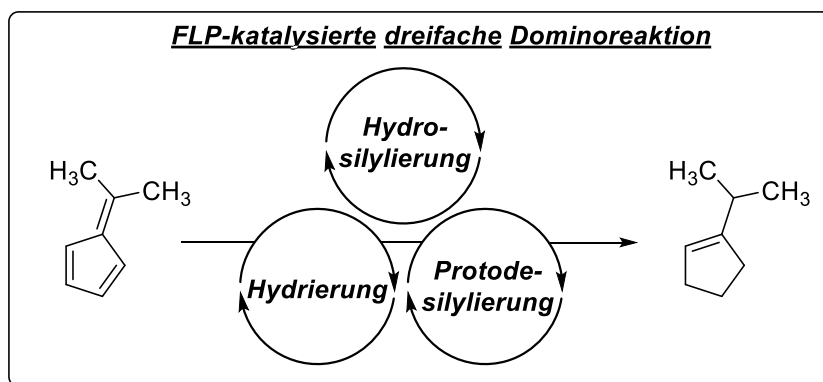 FLP-katalysierte dreifache Dominoreaktion
Hydro-
silylierung
Hydrierung
Protode-
silylierung
H₃C
CH₃
H₃C
CH₃